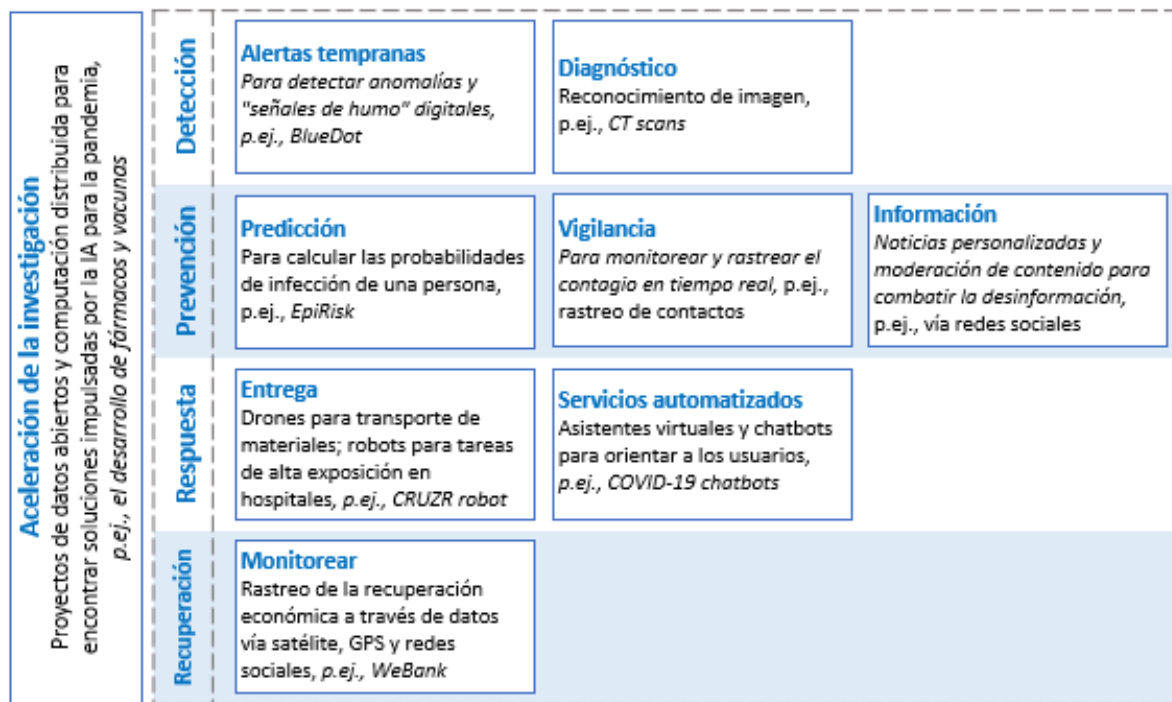 Aceleración de la investigación
Proyectos de datos abiertos y computación distribuida para
encontrar soluciones impulsadas por la IA para la pandemia,
p.ej., el desarrollo de fármacos y vacunas
Detección
Alertas tempranas
Para detectar anomalías y
"señales de humo" digitales,
p.ej., BlueDot
Diagnóstico
Reconocimiento de imagen,
p.ej., CT scans
Prevención
Predicción
Para calcular las probabilidades
de infección de una persona,
p.ej., EpiRisk
Vigilancia
Para monitorear y rastrear el
contagio en tiempo real, p.ej.,
rastreo de contactos
Información
Noticias personalizadas y
moderación de contenido para
combatir la desinformación,
p.ej., vía redes sociales
Respuesta
Entrega
Drones para transporte de
materiales; robots para tareas
de alta exposición en
hospitales, p.ej., CRUZR robot
Servicios automatizados
Asistentes virtuales y chatbots
para orientar a los usuarios,
p.ej., COVID-19 chatbots
Recuperación
Monitorear
Rastreo de la recuperación
económica a través de datos
vía satélite, GPS y redes
sociales, p.ej., WeBank